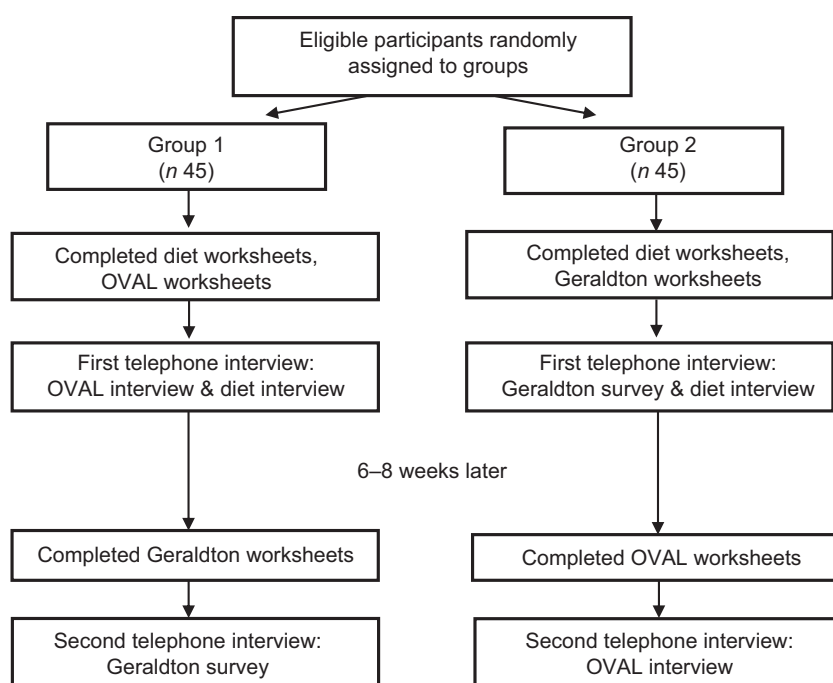 Eligible participants randomly
assigned to groups
Group 1
(n 45)
Group 2
(n 45)
Completed diet worksheets,
OVAL worksheets
Completed diet worksheets,
Geraldton worksheets
First telephone interview:
OVAL interview & diet interview
First telephone interview:
Geraldton survey & diet interview
6–8 weeks later
Completed Geraldton worksheets
Completed OVAL worksheets
Second telephone interview:
Geraldton survey
Second telephone interview:
OVAL interview